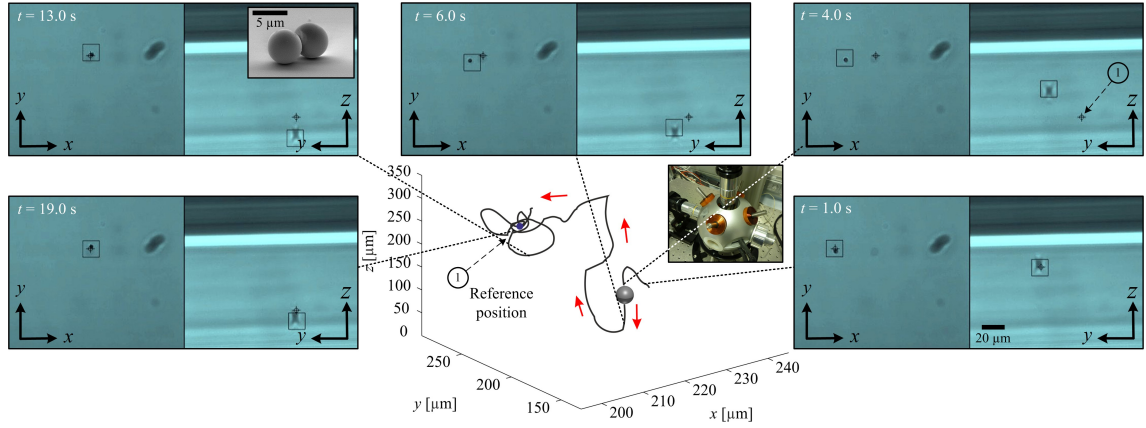 t = 13.0 s
5 µm
y
x
z
y
t = 6.0 s
y
x
z
y
t = 4.0 s
1
y
x
z
y
t = 19.0 s
y
x
z
y
t = 1.0 s
y
x
20 µm
z
y
350
300
250
200
150
100
50
0
z [µm]
1
Reference
position
250
200
150
y [µm]
200
210
220
230
240
x [µm]